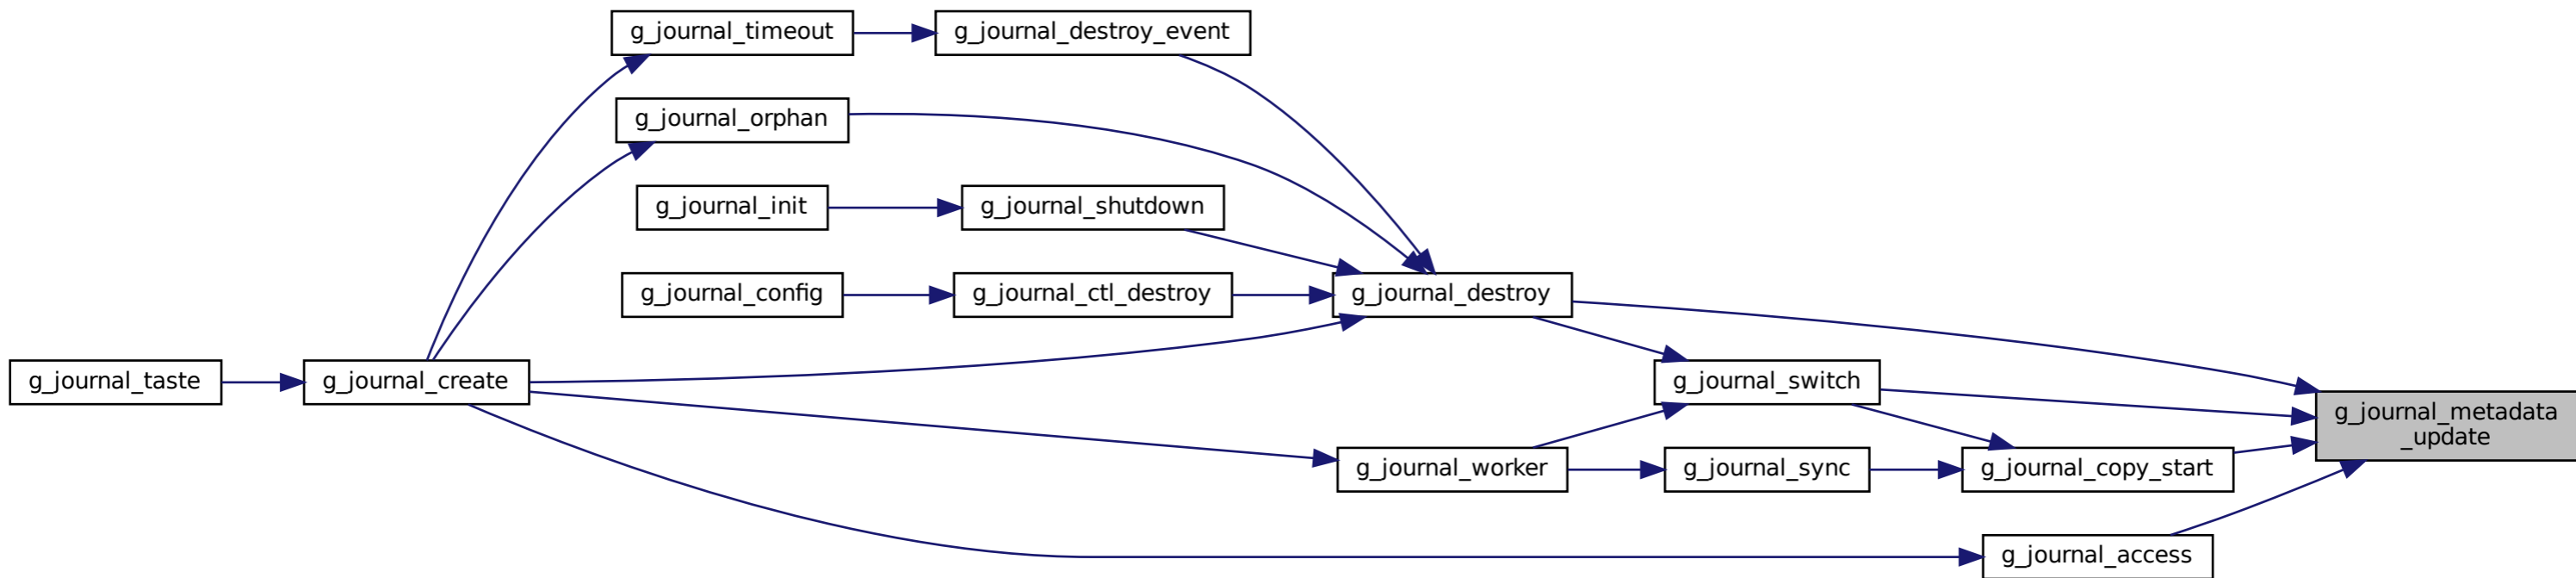 g_journal_timeout
g_journal_destroy_event
g_journal_orphan
g_journal_init
g_journal_shutdown
g_journal_config
g_journal_ctl_destroy
g_journal_destroy
g_journal_taste
g_journal_create
g_journal_switch
g_journal_metadata
_update
g_journal_worker
g_journal_sync
g_journal_copy_start
g_journal_access